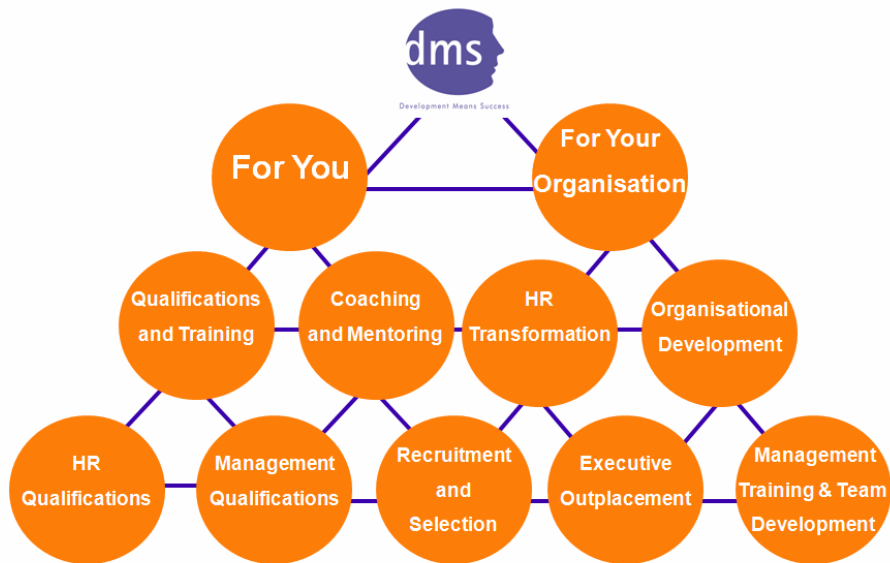 dms
Development Means Success
For You
For Your
Organisation
Qualifications
and Training
Coaching
and Mentoring
HR
Transformation
Organisational
Development
HR
Qualifications
Management
Qualifications
Recruitment
and
Selection
Executive
Outplacement
Management
Training & Team
Development